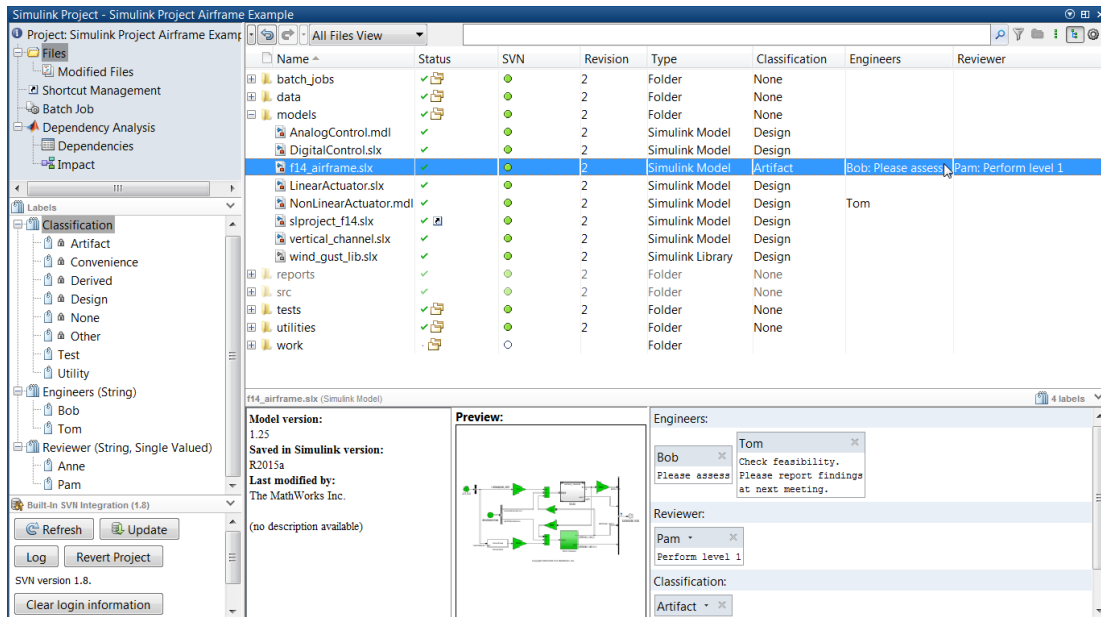 Simulink Project - Simulink Project Airframe Example
Project: Simulink Project Airframe Examp
Files
Modified Files
Shortcut Management
Batch Job
Dependency Analysis
Dependencies
Impact
Labels
Classification
Artifact
Convenience
Derived
Design
None
Other
Test
Utility
Engineers (String)
Bob
Tom
Reviewer (String, Single Valued)
Anne
Pam
Built-In SVN Integration (1.8)
Refresh Update
Log Revert Project
SVN version 1.8.
Clear login information
All Files View
Name Status SVN Revision Type Classification Engineers Reviewer
batch_jobs 2 Folder None
data 2 Folder None
models 2 Folder None
AnalogControl.mdl 2 Simulink Model Design
DigitalControl.slx 2 Simulink Model Design
f14_airframe.slx 2 Simulink Model Artifact Bob: Please assess Pam: Perform level 1
LinearActuator.slx 2 Simulink Model Design
NonLinearActuator.mdl 2 Simulink Model Design Tom
slproject_f14.slx 2 Simulink Model Design
vertical_channel.slx 2 Simulink Model Design
wind_gust_lib.slx 2 Simulink Library Design
reports 2 Folder None
src 2 Folder None
tests 2 Folder None
utilities 2 Folder None
work Folder
f14_airframe.slx (Simulink Model) 4 labels
Model version:
1.25
Saved in Simulink version:
R2015a
Last modified by:
The MathWorks Inc.
(no description available)
Preview:
Engineers:
Bob
Please assess
Tom
Check feasibility.
Please report findings
at next meeting.
Reviewer:
Pam
Perform level 1
Classification:
Artifact